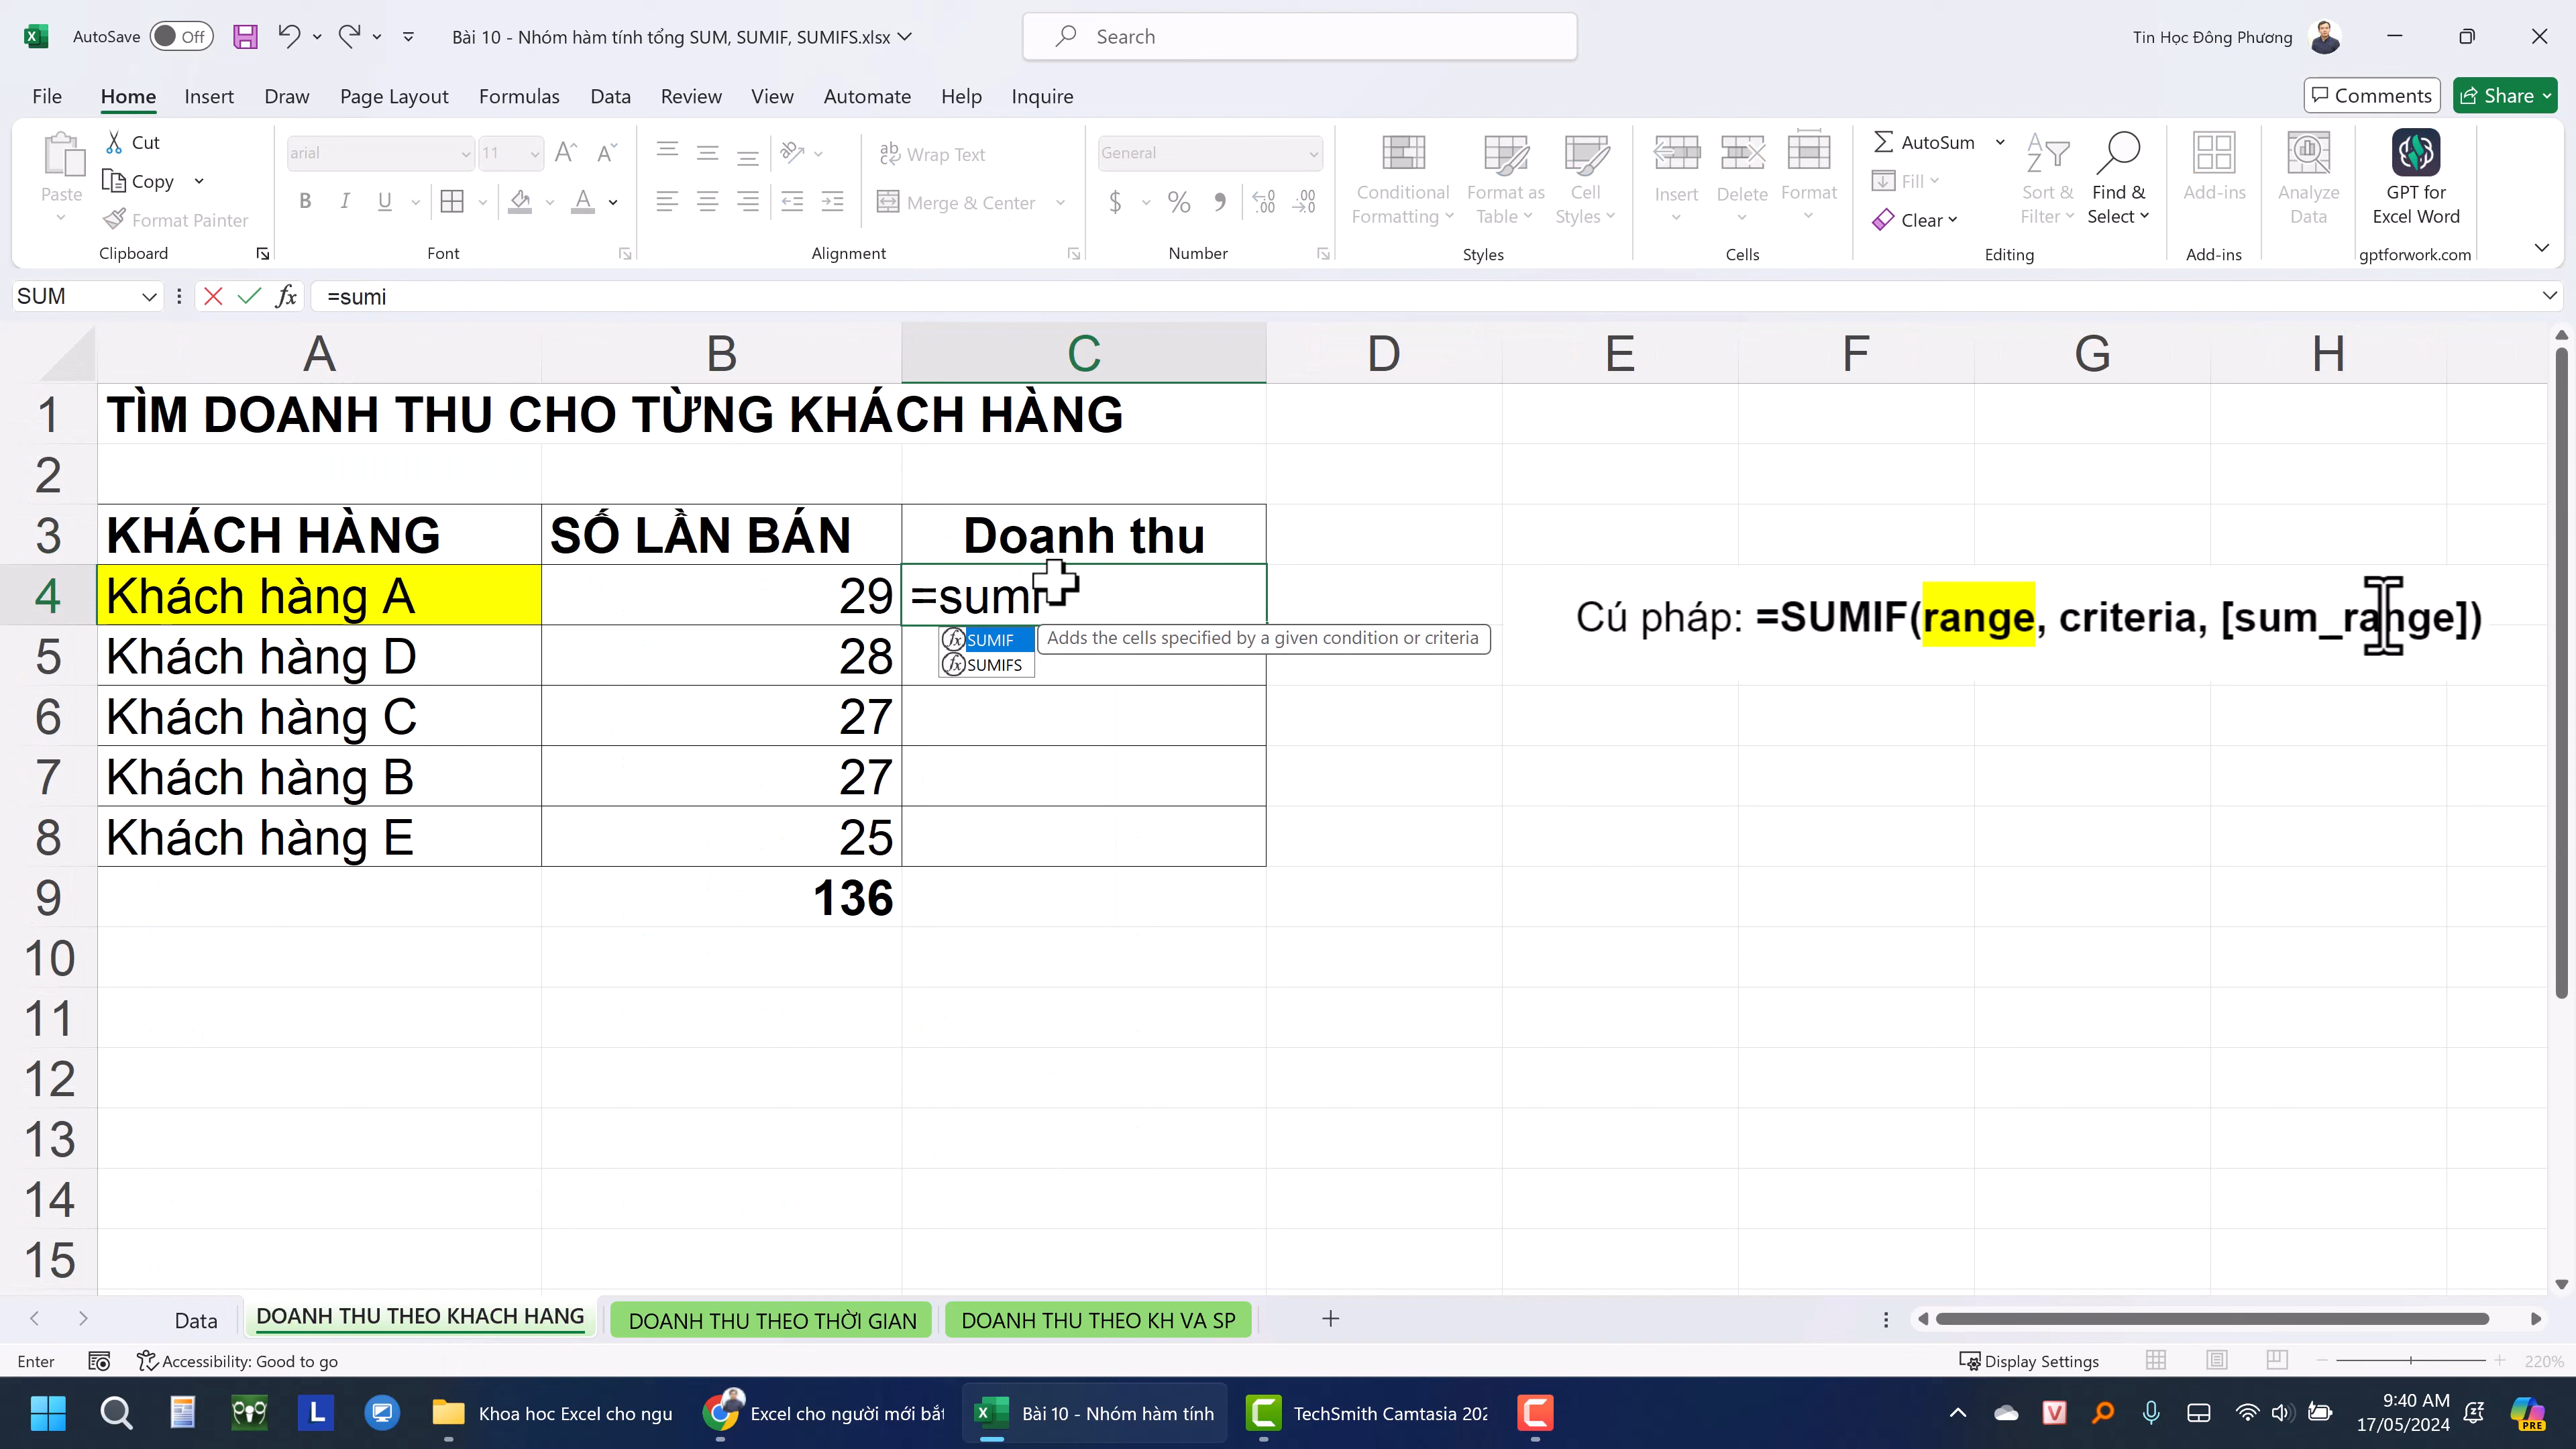 AutoSave Off Bài 10 - Nhóm hàm tính tổng SUM, SUMIF, SUMIFS.xlsx Search Tin Học Đông Phương
File Home Insert Draw Page Layout Formulas Data Review View Automate Help Inquire Comments Share
Paste Cut Copy Format Painter Clipboard
arial 11 B I U A Font
ab Wrap Text Merge & Center Alignment
General $ % Number
Conditional Formatting Format as Table Cell Styles Styles
Insert Delete Format Cells
AutoSum Fill Clear Sort & Filter Find & Select Editing
Add-ins Add-ins
Analyze Data
GPT for Excel Word gptforwork.com
SUM fx =sumi
A B C D E F G H
1 TÌM DOANH THU CHO TỪNG KHÁCH HÀNG
2
3 KHÁCH HÀNG SỐ LẦN BÁN Doanh thu
4 Khách hàng A 29 =sumi
Cú pháp: =SUMIF(range, criteria, [sum_range])
SUMIF Adds the cells specified by a given condition or criteria
SUMIFS
5 Khách hàng D 28
6 Khách hàng C 27
7 Khách hàng B 27
8 Khách hàng E 25
9 136
10
11
12
13
14
15
Data DOANH THU THEO KHACH HANG DOANH THU THEO THỜI GIAN DOANH THU THEO KH VA SP
Enter Accessibility: Good to go Display Settings 220%
L Khoa hoc Excel cho ngu Excel cho người mới bắt Bài 10 - Nhóm hàm tính TechSmith Camtasia 202 9:40 AM
17/05/2024
PRE